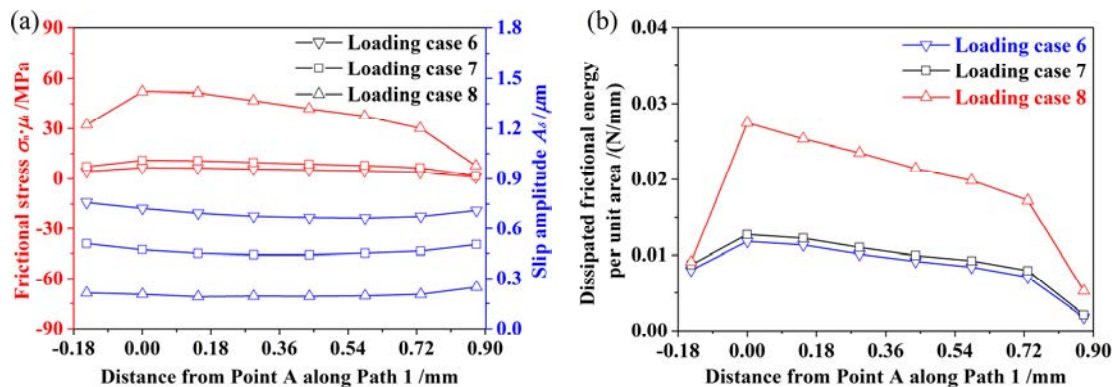 (a)
90
60
30
0
-30
-60
-90
Frictional stress σₙ·μ /MPa
Loading case 6
Loading case 7
Loading case 8
1.8
1.5
1.2
0.9
0.6
0.3
0.0
Slip amplitude A_δ /μm
-0.18 0.00 0.18 0.36 0.54 0.72 0.90
Distance from Point A along Path 1 /mm
(b)
0.04
0.03
0.02
0.01
0.00
Dissipated frictional energy
per unit area /(N/mm)
Loading case 6
Loading case 7
Loading case 8
-0.18 0.00 0.18 0.36 0.54 0.72 0.90
Distance from Point A along Path 1 /mm